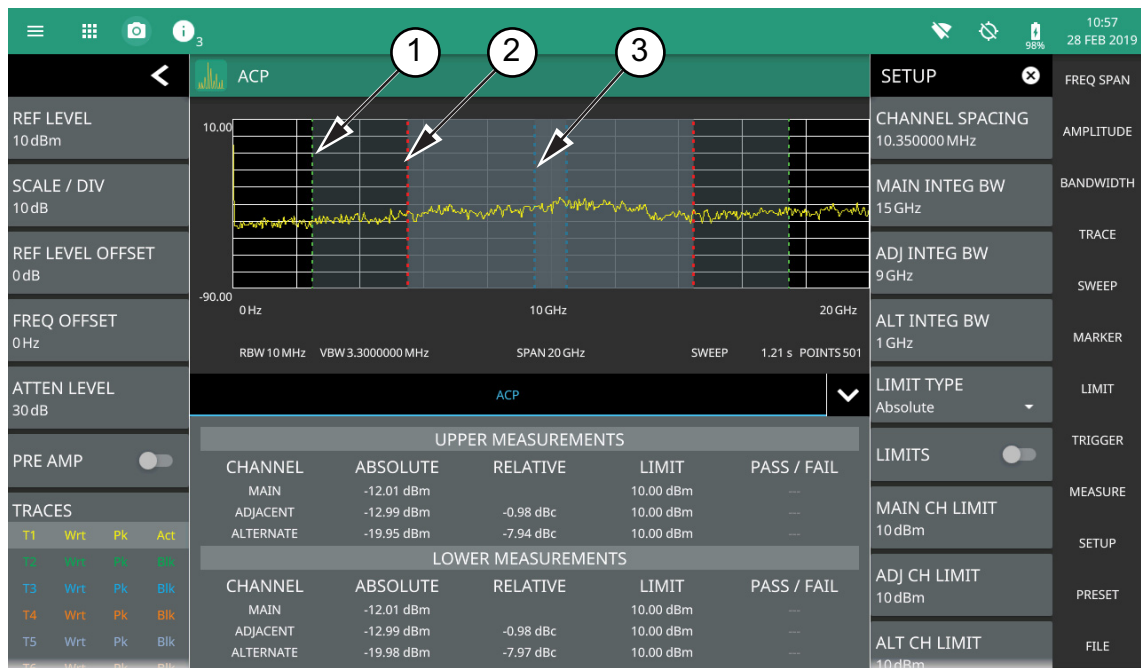 3
98%
10:57
28 FEB 2019
1
2
3
ACP
SETUP
FREQ SPAN
AMPLITUDE
BANDWIDTH
TRACE
SWEEP
MARKER
LIMIT
TRIGGER
MEASURE
SETUP
PRESET
FILE
REF LEVEL
10 dBm
SCALE / DIV
10 dB
REF LEVEL OFFSET
0 dB
FREQ OFFSET
0 Hz
ATTEN LEVEL
30 dB
PRE AMP
TRACES
T1 Wrt Pk Act
T2 Wrt Pk Blk
T3 Wrt Pk Blk
T4 Wrt Pk Blk
T5 Wrt Pk Blk
T6 Wrt Pk Blk
10.00
-90.00
0 Hz 10 GHz 20 GHz
RBW 10 MHz VBW 3.3000000 MHz SPAN 20 GHz SWEEP 1.21 s POINTS 501
ACP
UPPER MEASUREMENTS
CHANNEL ABSOLUTE RELATIVE LIMIT PASS / FAIL
MAIN -12.01 dBm 10.00 dBm ---
ADJACENT -12.99 dBm -0.98 dBc 10.00 dBm ---
ALTERNATE -19.95 dBm -7.94 dBc 10.00 dBm ---
LOWER MEASUREMENTS
CHANNEL ABSOLUTE RELATIVE LIMIT PASS / FAIL
MAIN -12.01 dBm 10.00 dBm ---
ADJACENT -12.99 dBm -0.98 dBc 10.00 dBm ---
ALTERNATE -19.98 dBm -7.97 dBc 10.00 dBm ---
CHANNEL SPACING
10.350000 MHz
MAIN INTEG BW
15 GHz
ADJ INTEG BW
9 GHz
ALT INTEG BW
1 GHz
LIMIT TYPE
Absolute
LIMITS
MAIN CH LIMIT
10 dBm
ADJ CH LIMIT
10 dBm
ALT CH LIMIT
10 dBm